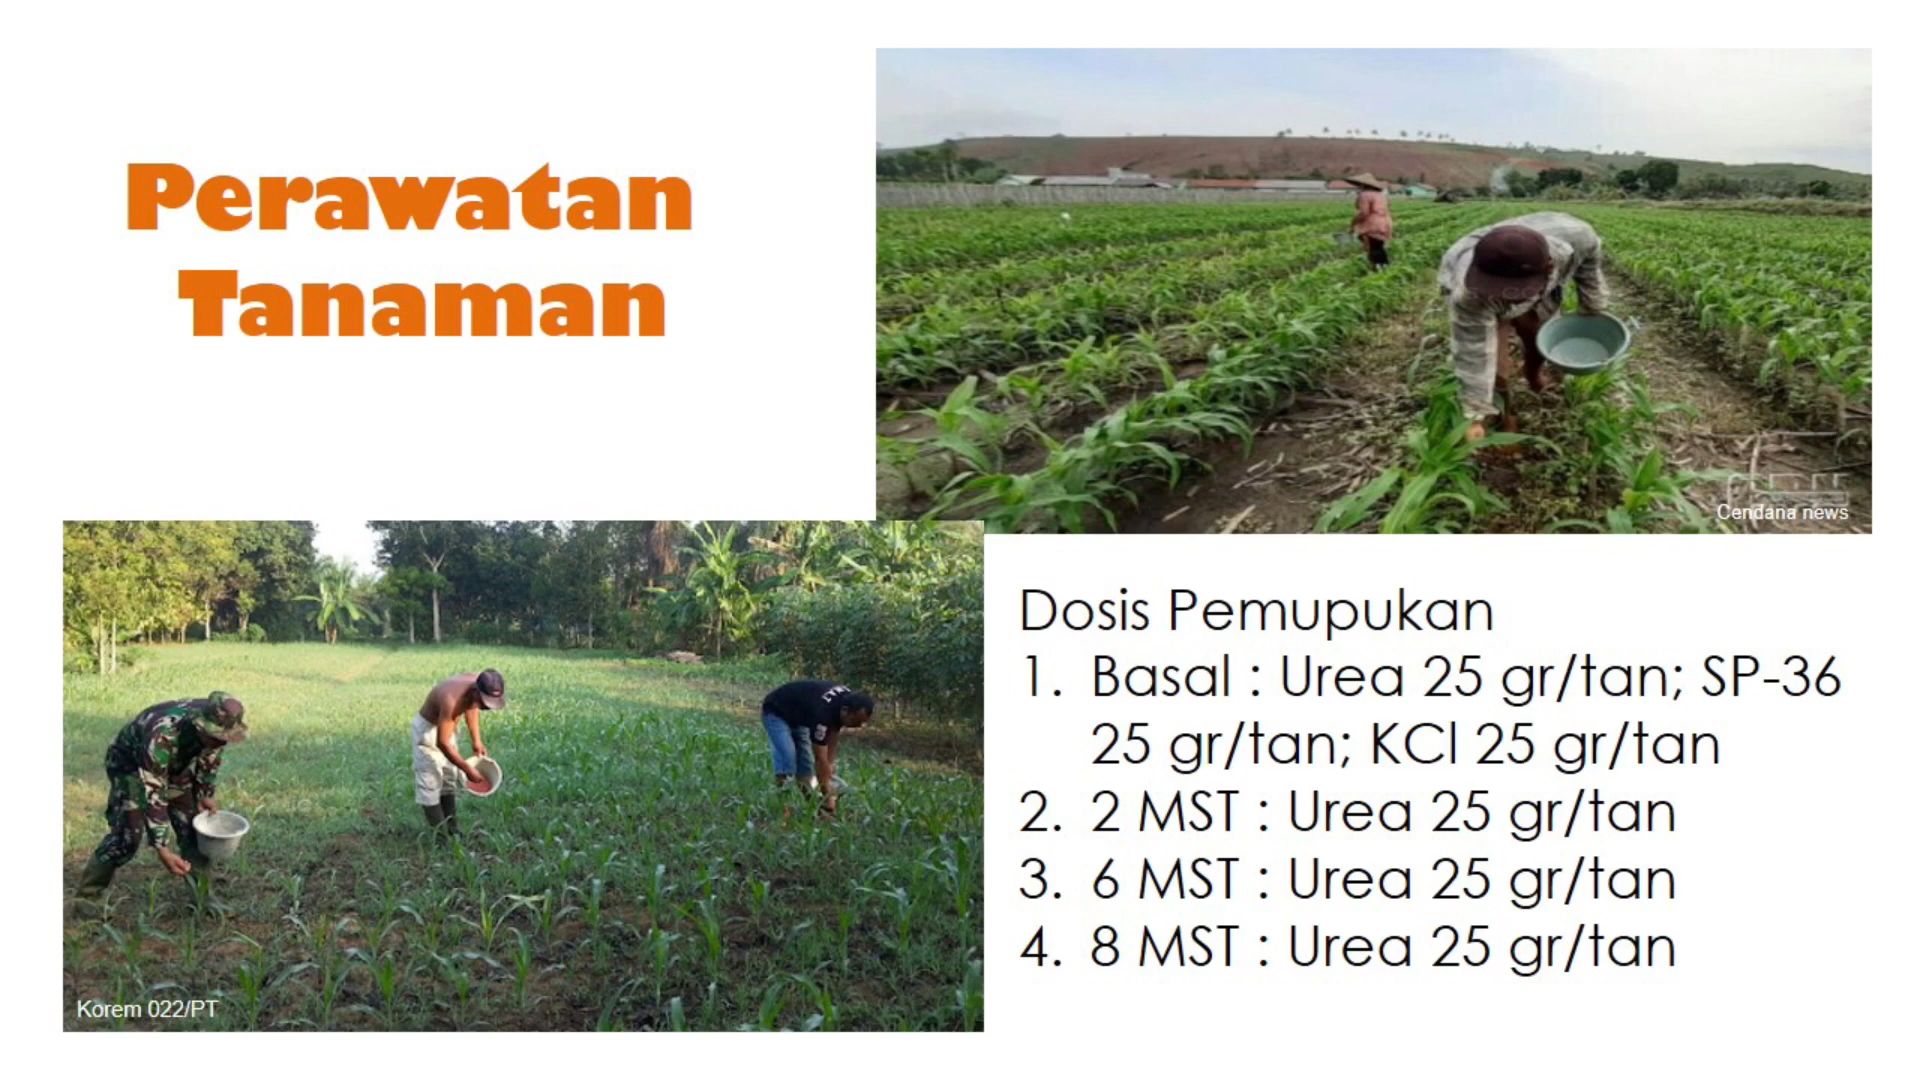 Perawatan
Tanaman
Cendana news
Korem 022/PT
Dosis Pemupukan
1. Basal : Urea 25 gr/tan; SP-36
25 gr/tan; KCl 25 gr/tan
2. 2 MST : Urea 25 gr/tan
3. 6 MST : Urea 25 gr/tan
4. 8 MST : Urea 25 gr/tan